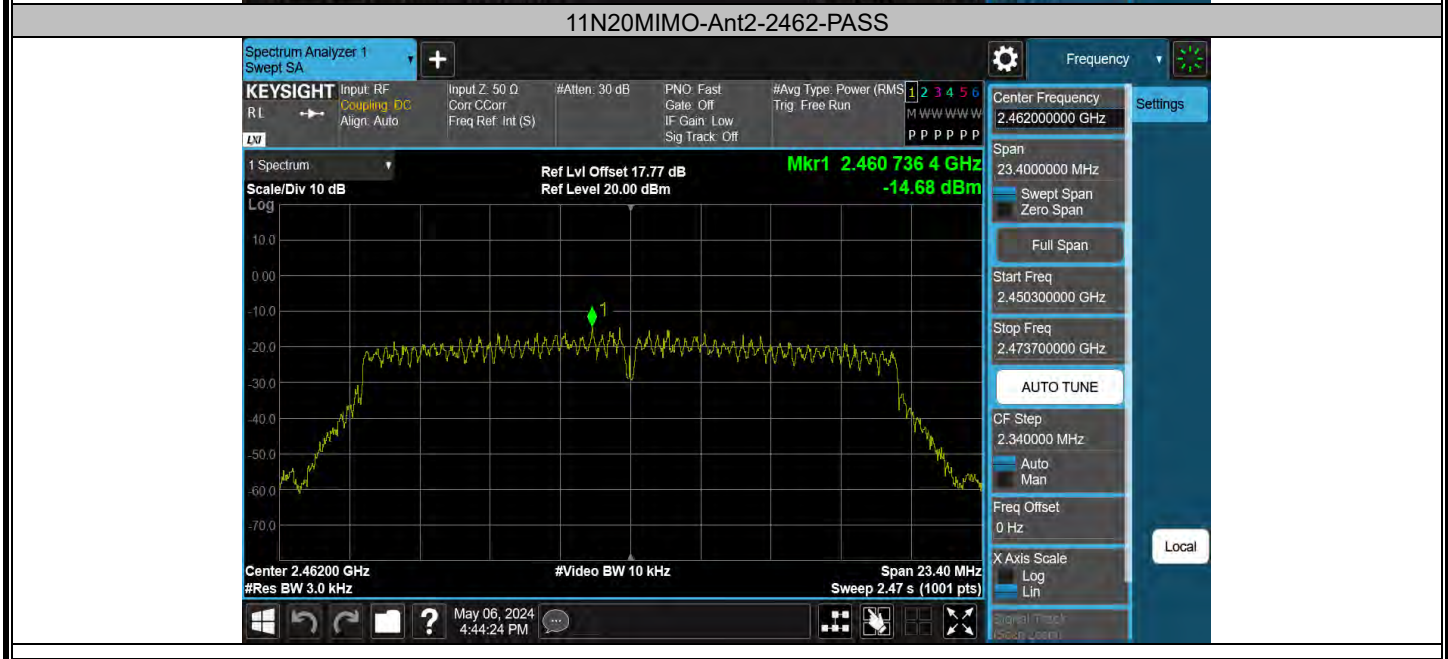 11N20MIMO-Ant2-2462-PASS
Spectrum Analyzer 1
Swept SA
Frequency
KEYSIGHT
RL
LXI
Input: RF
Coupling: DC
Align: Auto
Input Z: 50 Ω
Corr CCorr
Freq Ref: Int (S)
#Atten: 30 dB
PNO: Fast
Gate: Off
IF Gain: Low
Sig Track: Off
#Avg Type: Power (RMS
Trig: Free Run
1 2 3 4 5 6
M W W W W W
P P P P P P
Center Frequency
2.462000000 GHz
Settings
Span
23.4000000 MHz
Swept Span
Zero Span
Full Span
Start Freq
2.450300000 GHz
Stop Freq
2.473700000 GHz
AUTO TUNE
CF Step
2.340000 MHz
Auto
Man
Freq Offset
0 Hz
X Axis Scale
Log
Lin
Signal Track
(Span Zoom)
Local
1 Spectrum
Scale/Div 10 dB
Log
Ref Lvl Offset 17.77 dB
Ref Level 20.00 dBm
Mkr1 2.460 736 4 GHz
-14.68 dBm
10.0
0.00
-10.0
-20.0
-30.0
-40.0
-50.0
-60.0
-70.0
1
Center 2.46200 GHz
#Res BW 3.0 kHz
#Video BW 10 kHz
Span 23.40 MHz
Sweep 2.47 s (1001 pts)
?
May 06, 2024
4:44:24 PM